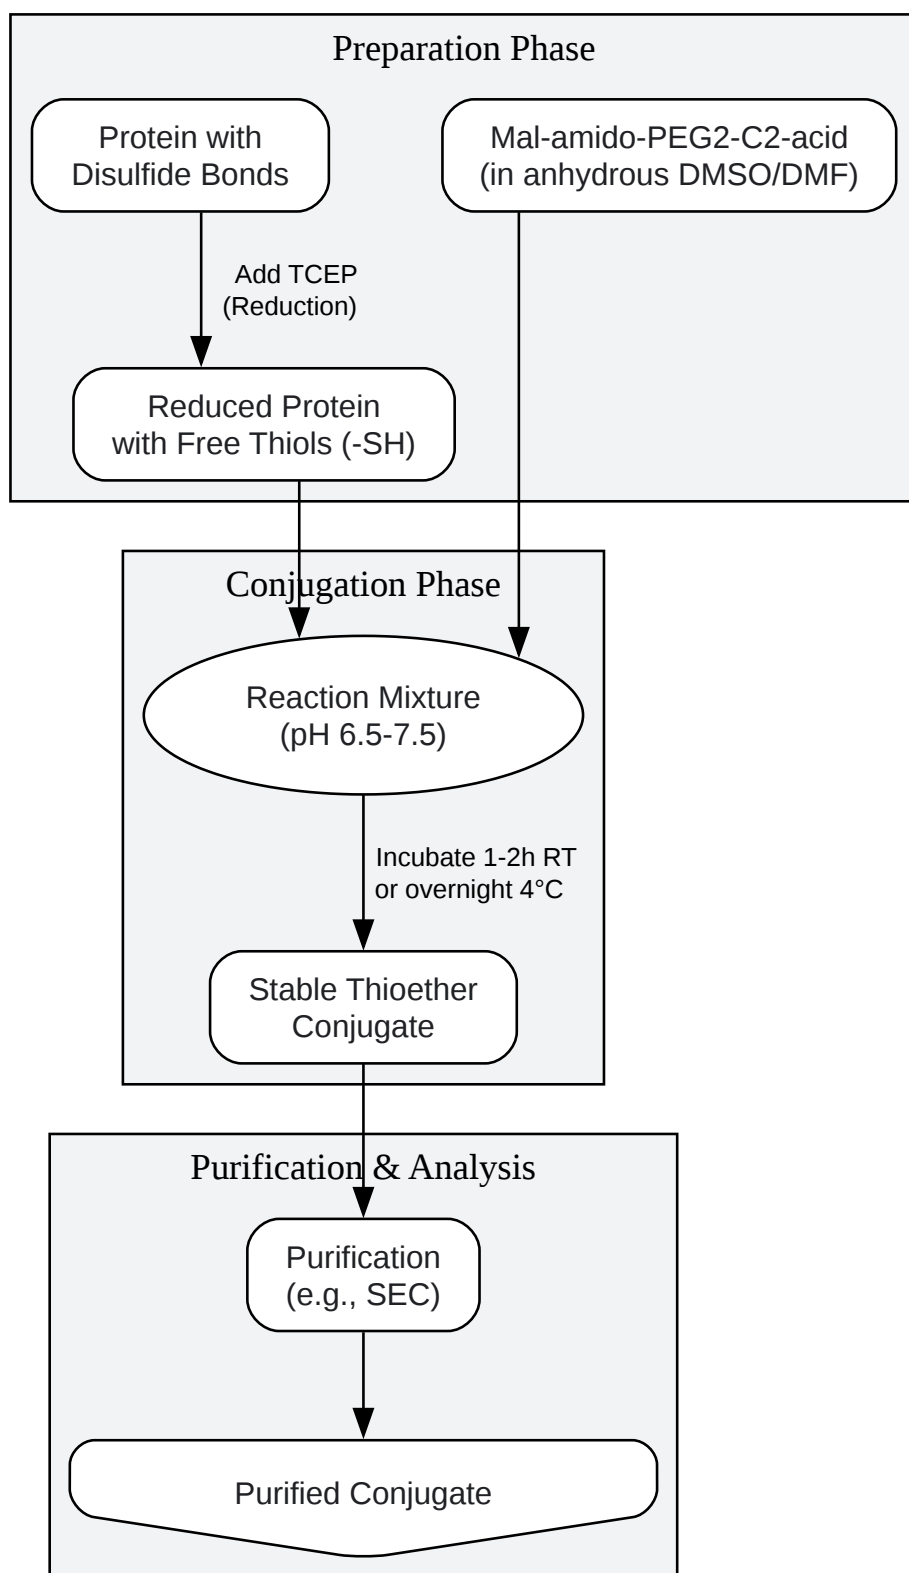 Preparation Phase
Protein with
Disulfide Bonds
Mal-amido-PEG2-C2-acid
(in anhydrous DMSO/DMF)
Add TCEP
(Reduction)
Reduced Protein
with Free Thiols (-SH)
Conjugation Phase
Reaction Mixture
(pH 6.5-7.5)
Incubate 1-2h RT
or overnight 4°C
Stable Thioether
Conjugate
Purification & Analysis
Purification
(e.g., SEC)
Purified Conjugate